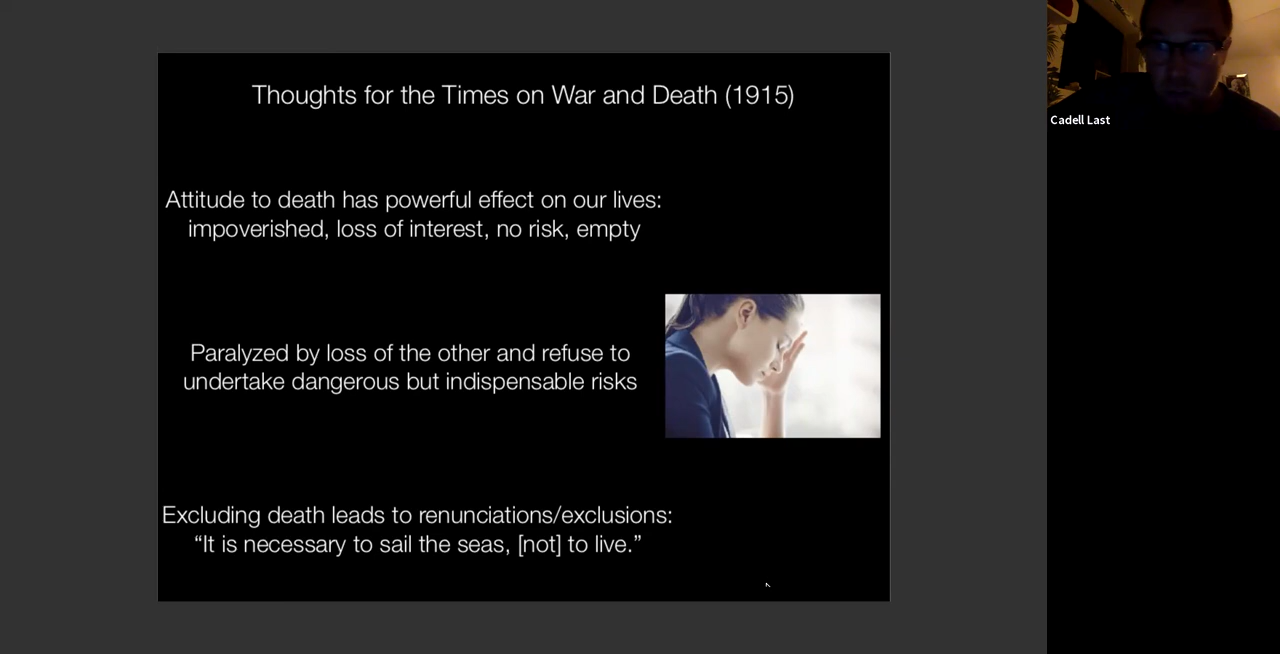 Thoughts for the Times on War and Death (1915)
Attitude to death has powerful effect on our lives:
impoverished, loss of interest, no risk, empty
Paralyzed by loss of the other and refuse to
undertake dangerous but indispensable risks
Excluding death leads to renunciations/exclusions:
“It is necessary to sail the seas, [not] to live.”
Cadell Last